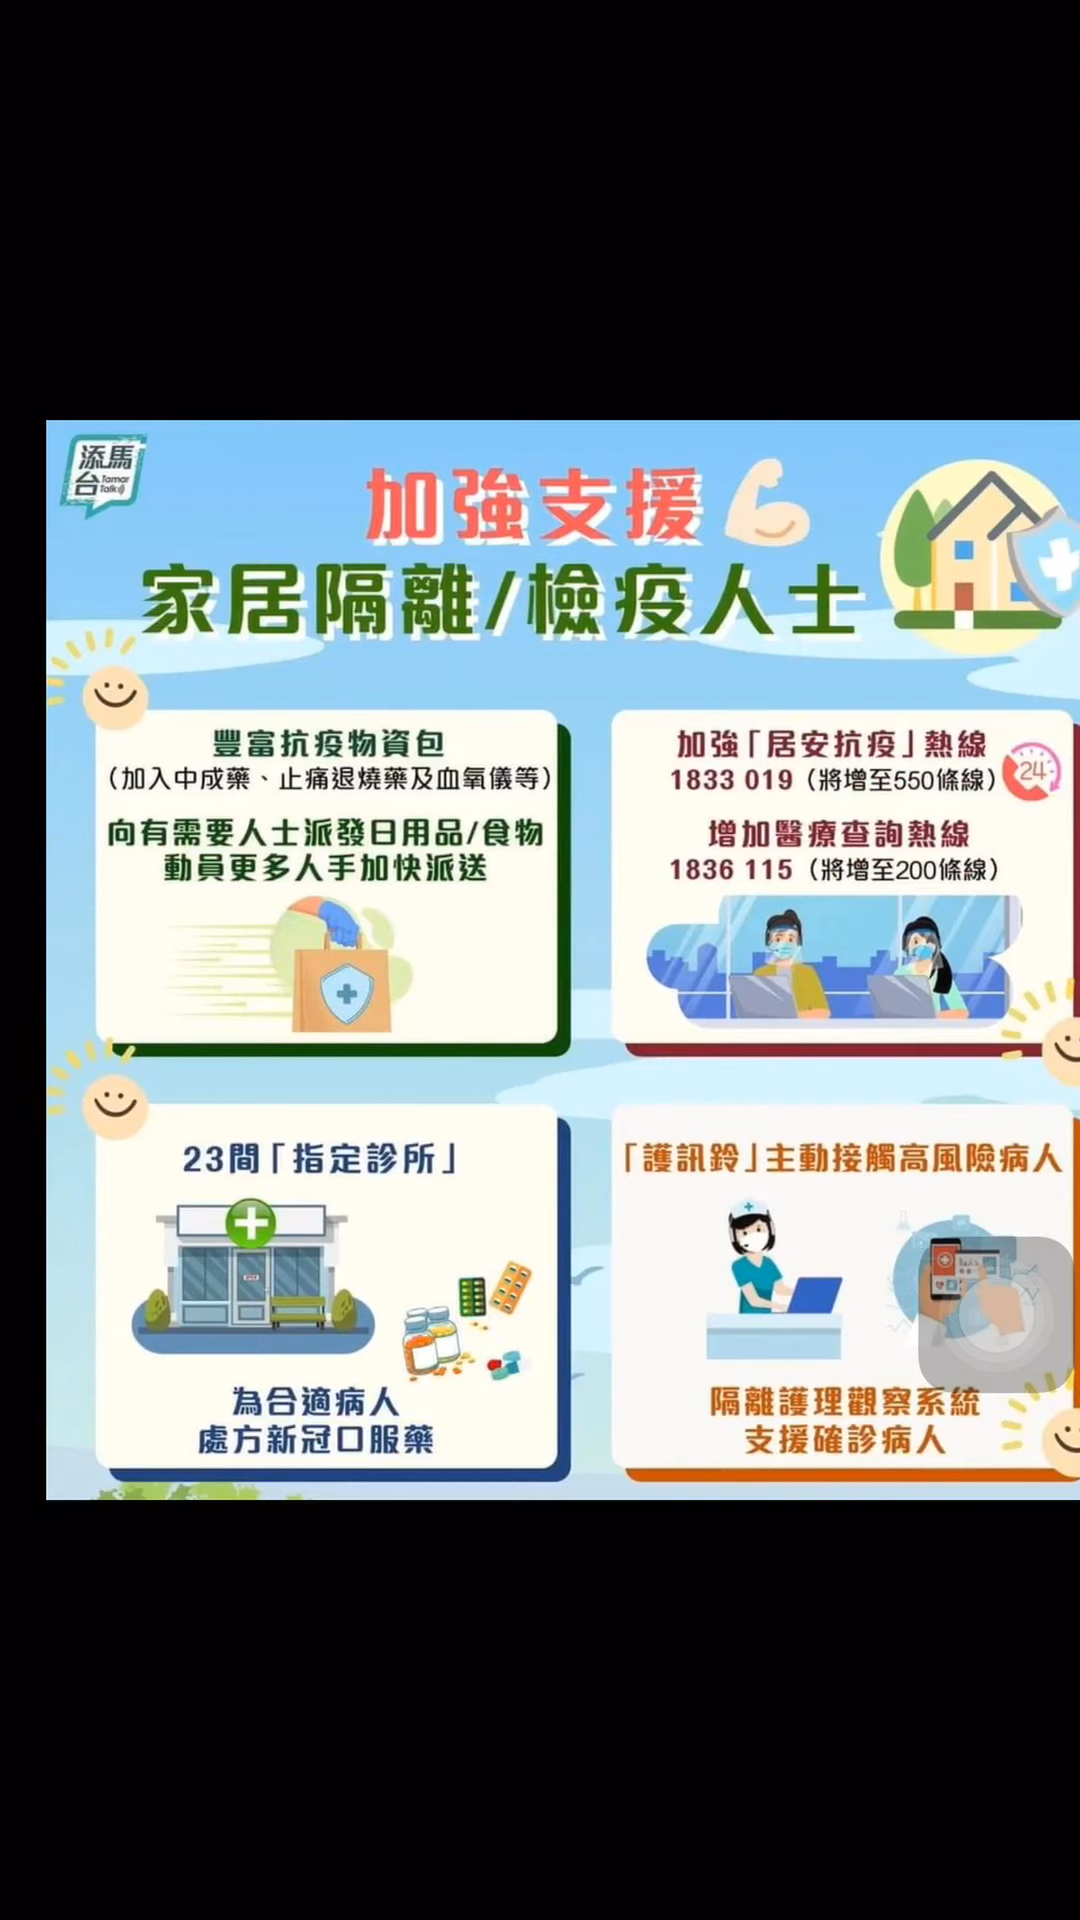 添馬台
Tamar Talk
加強支援
家居隔離/檢疫人士
豐富抗疫物資包
(加入中成藥、止痛退燒藥及血氧儀等)
向有需要人士派發日用品/食物
動員更多人手加快派送
加強「居安抗疫」熱線
1833 019(將增至550條線)
24
增加醫療查詢熱線
1836 115(將增至200條線)
23間「指定診所」
為合適病人
處方新冠口服藥
「護訊鈴」主動接觸高風險病人
隔離護理觀察系統
支援確診病人